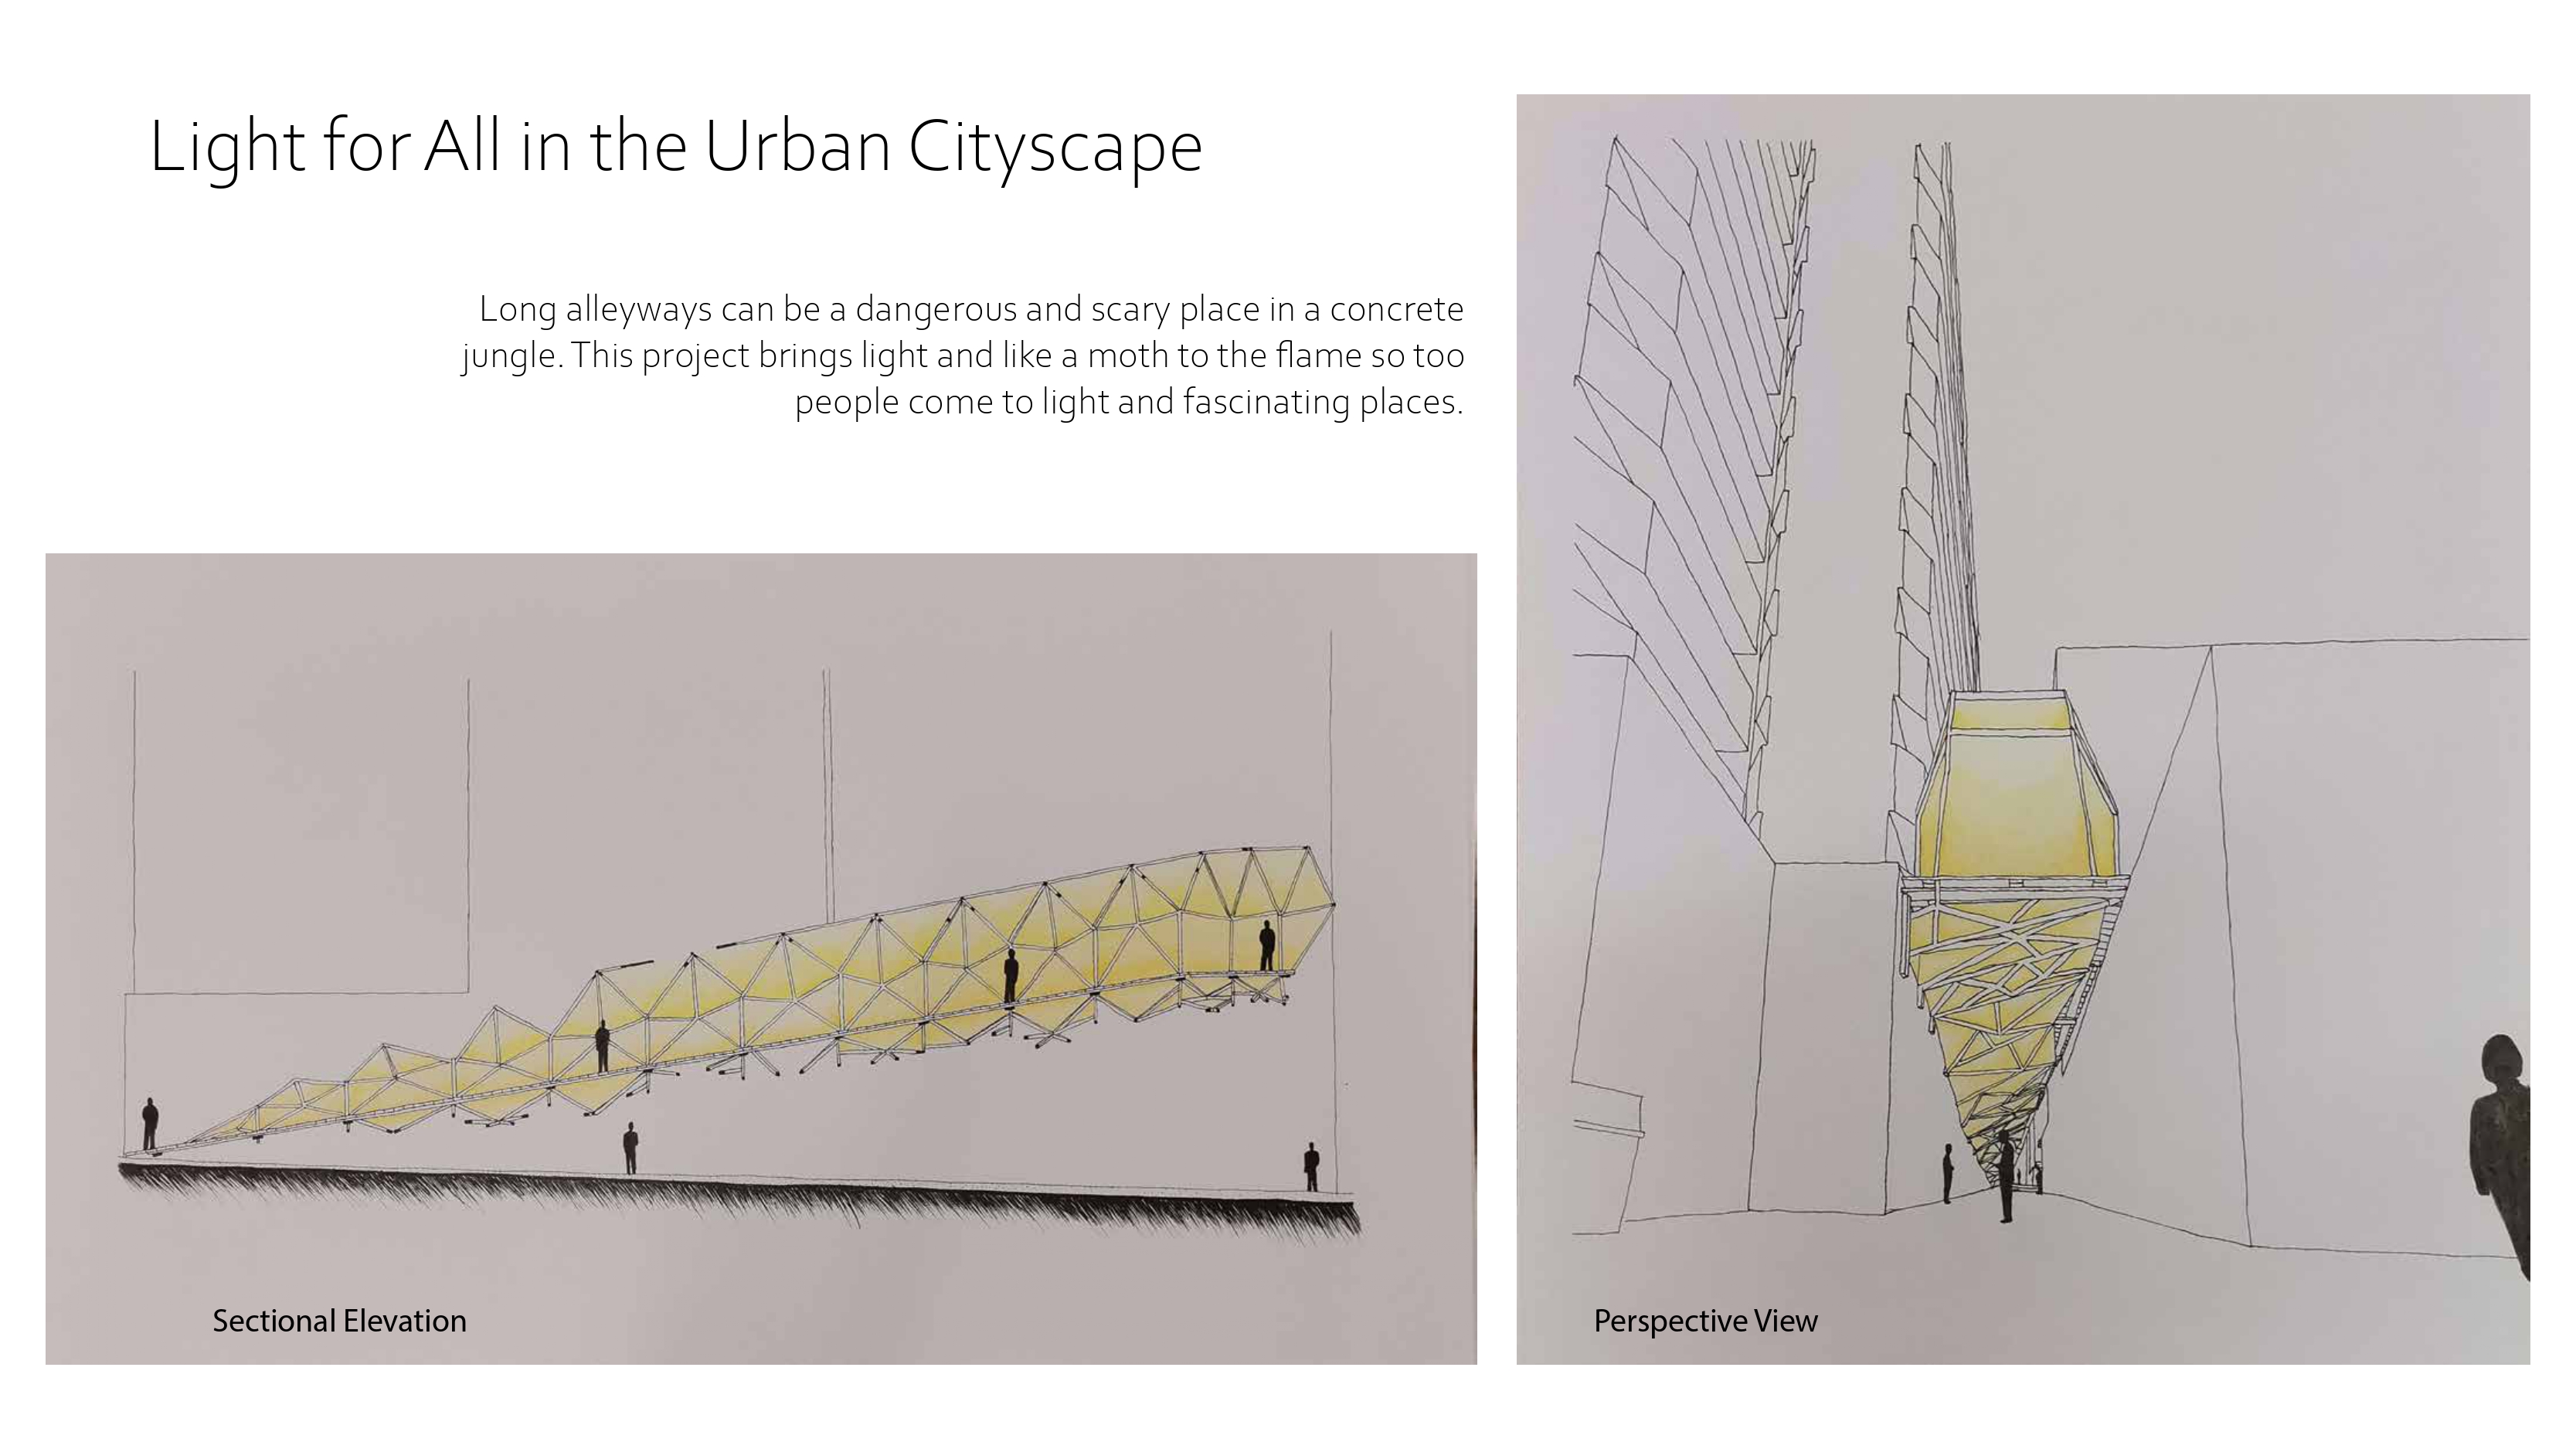 Light for All in the Urban Cityscape
Long alleyways can be a dangerous and scary place in a concrete
jungle. This project brings light and like a moth to the flame so too
people come to light and fascinating places.
Sectional Elevation
Perspective View